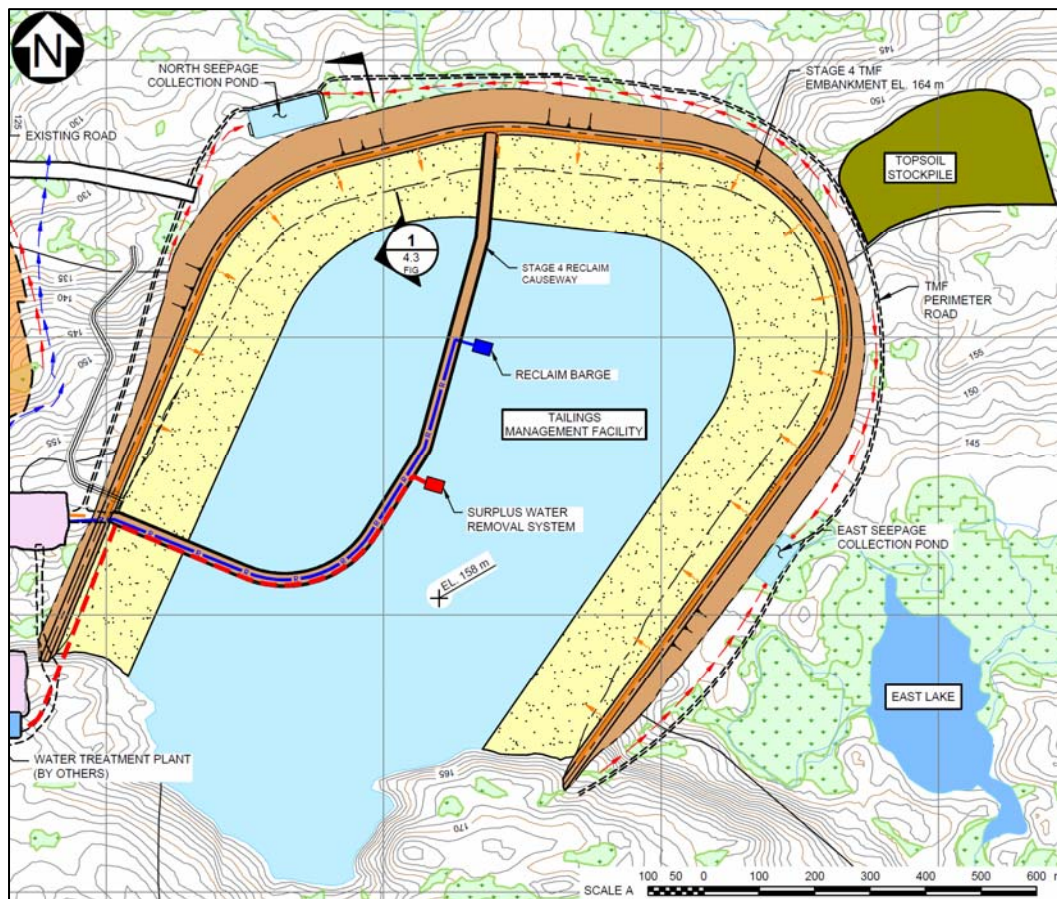 N
NORTH SEEPAGE
COLLECTION POND
STAGE 4 TMF
EMBANKMENT EL. 164 m
145
150
125
130
EXISTING ROAD
TOPSOIL
STOCKPILE
130
1
4.3
FIG
STAGE 4 RECLAIM
CAUSEWAY
135
140
145
150
TMF
PERIMETER
ROAD
155
150
145
RECLAIM BARGE
TAILINGS
MANAGEMENT FACILITY
155
SURPLUS WATER
REMOVAL SYSTEM
EAST SEEPAGE
COLLECTION POND
EL. 158 m
EAST LAKE
WATER TREATMENT PLANT
(BY OTHERS)
165
170
SCALE A
100 50 0 100 200 300 400 500 600 m